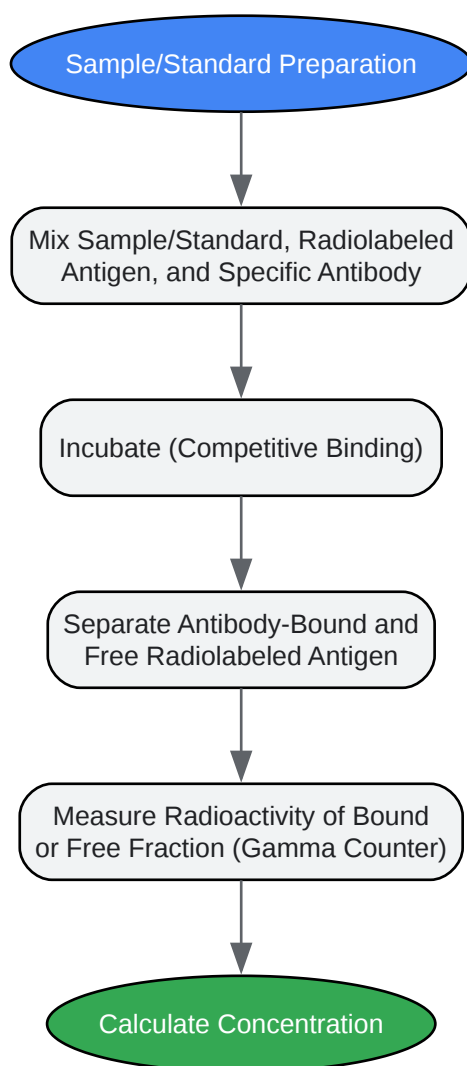 Sample/Standard Preparation
Mix Sample/Standard, Radiolabeled
Antigen, and Specific Antibody
Incubate (Competitive Binding)
Separate Antibody-Bound and
Free Radiolabeled Antigen
Measure Radioactivity of Bound
or Free Fraction (Gamma Counter)
Calculate Concentration